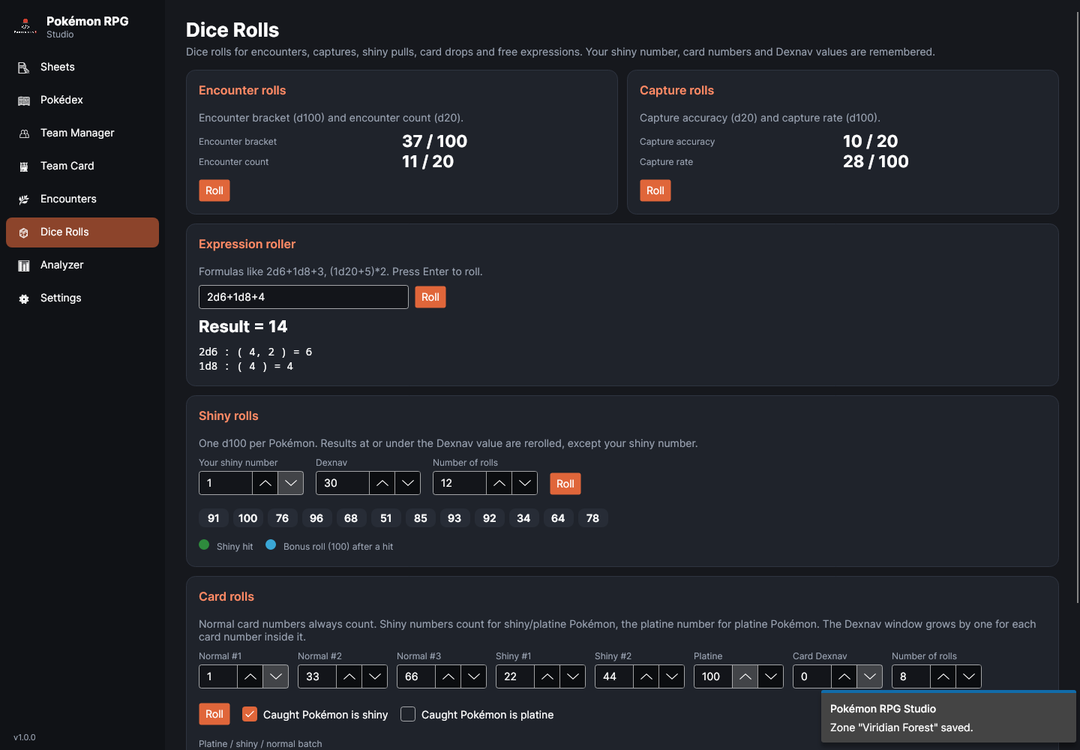 Pokémon RPG
Studio
Sheets
Pokédex
Team Manager
Team Card
Encounters
Dice Rolls
Analyzer
Settings
v1.0.0
Dice Rolls
Dice rolls for encounters, captures, shiny pulls, card drops and free expressions. Your shiny number, card numbers and Dexnav values are remembered.
Encounter rolls
Encounter bracket (d100) and encounter count (d20).
Encounter bracket 37 / 100
Encounter count 11 / 20
Roll
Capture rolls
Capture accuracy (d20) and capture rate (d100).
Capture accuracy 10 / 20
Capture rate 28 / 100
Roll
Expression roller
Formulas like 2d6+1d8+3, (1d20+5)*2. Press Enter to roll.
2d6+1d8+4 Roll
Result = 14
2d6 : ( 4, 2 ) = 6
1d8 : ( 4 ) = 4
Shiny rolls
One d100 per Pokémon. Results at or under the Dexnav value are rerolled, except your shiny number.
Your shiny number Dexnav Number of rolls
1 30 12 Roll
91 100 76 96 68 51 85 93 92 34 64 78
Shiny hit Bonus roll (100) after a hit
Card rolls
Normal card numbers always count. Shiny numbers count for shiny/platine Pokémon, the platine number for platine Pokémon. The Dexnav window grows by one for each
card number inside it.
Normal #1 Normal #2 Normal #3 Shiny #1 Shiny #2 Platine Card Dexnav Number of rolls
1 33 66 22 44 100 0 8
Roll Caught Pokémon is shiny Caught Pokémon is platine
Platine / shiny / normal batch
Pokémon RPG Studio
Zone "Viridian Forest" saved.